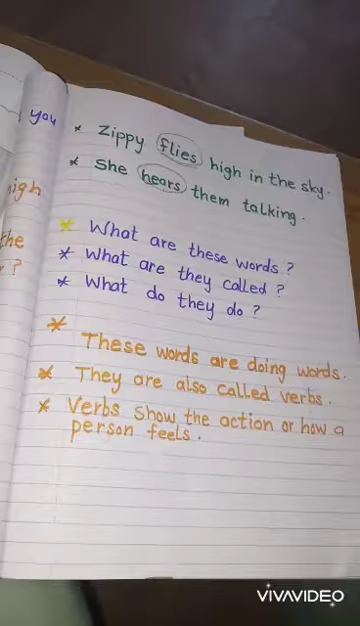 you
* Zippy flies high in the sky.
* She hears them talking.
high
the
?
* What are these words?
* What are they called?
* What do they do?
* These words are doing words.
* They are also called verbs.
* Verbs show the action or how a
person feels.
VIVAVIDEO